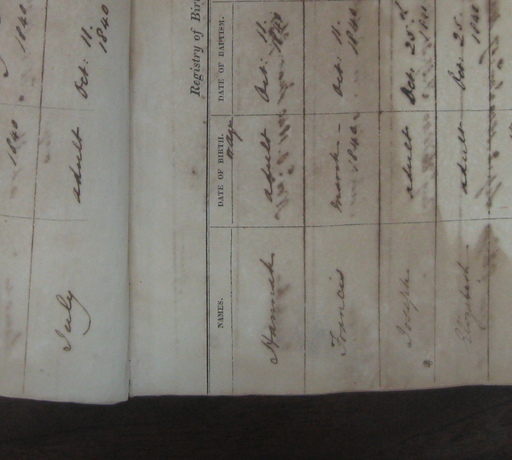 1840 1840
July adult Oct: 11.
1840
Registry of Bir
NAMES. DATE OF BIRTH. DATE OF BAPTISM.
or age
Hannah adult Oct: 11.
1840
Francis March - Oct: 11.
1840 1840
Joseph adult Oct: 25th
1840
Elizabeth adult Oct: 25
1840